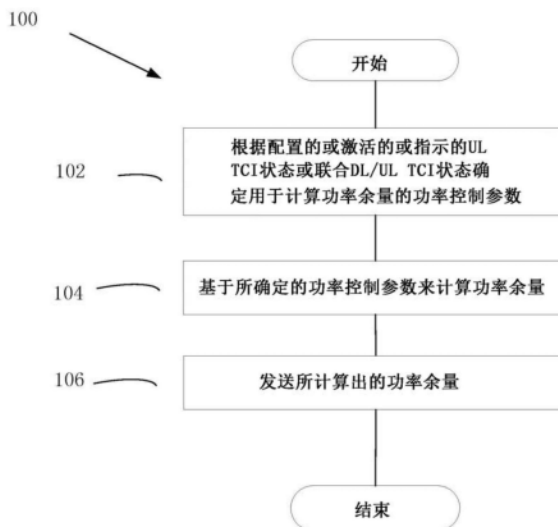 100
开始
102
根据配置的或激活的或指示的UL
TCI状态或联合DL/UL TCI状态确
定用于计算功率余量的功率控制参数
104
基于所确定的功率控制参数来计算功率余量
106
发送所计算出的功率余量
结束